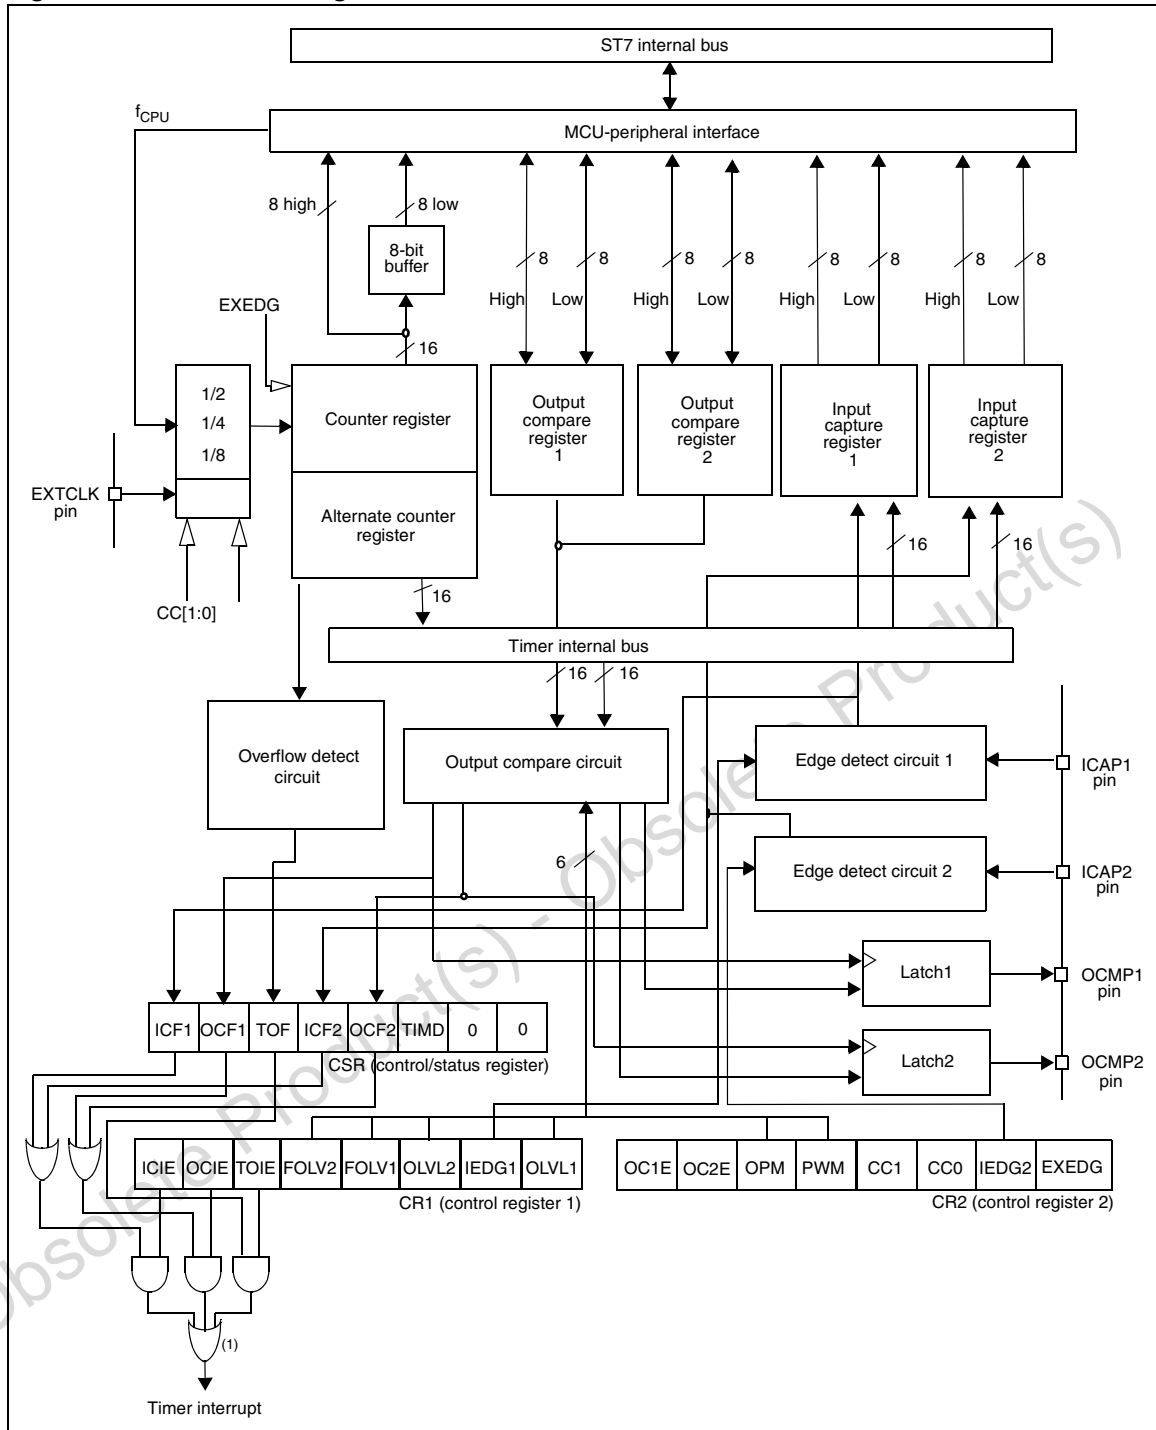 ST7 internal bus
fCPU
MCU-peripheral interface
8 high
8 low
8-bit
buffer
8
8
8
8
8
8
8
8
High
Low
High
Low
High
Low
High
Low
EXEDG
16
1/2
1/4
1/8
Counter register
Output
compare
register
1
Output
compare
register
2
Input
capture
register
1
Input
capture
register
2
EXTCLK
pin
Alternate counter
register
16
16
CC[1:0]
16
Timer internal bus
16
16
Overflow detect
circuit
Output compare circuit
Edge detect circuit 1
ICAP1
pin
6
Edge detect circuit 2
ICAP2
pin
Latch1
OCMP1
pin
ICF1 OCF1 TOF ICF2 OCF2 TIMD 0 0
CSR (control/status register)
Latch2
OCMP2
pin
ICIE OCIE TOIE FOLV2 FOLV1 OLVL2 IEDG1 OLVL1
CR1 (control register 1)
OC1E OC2E OPM PWM CC1 CC0 IEDG2 EXEDG
CR2 (control register 2)
(1)
Timer interrupt
Obsolete Product(s) - Obsolete Product(s)